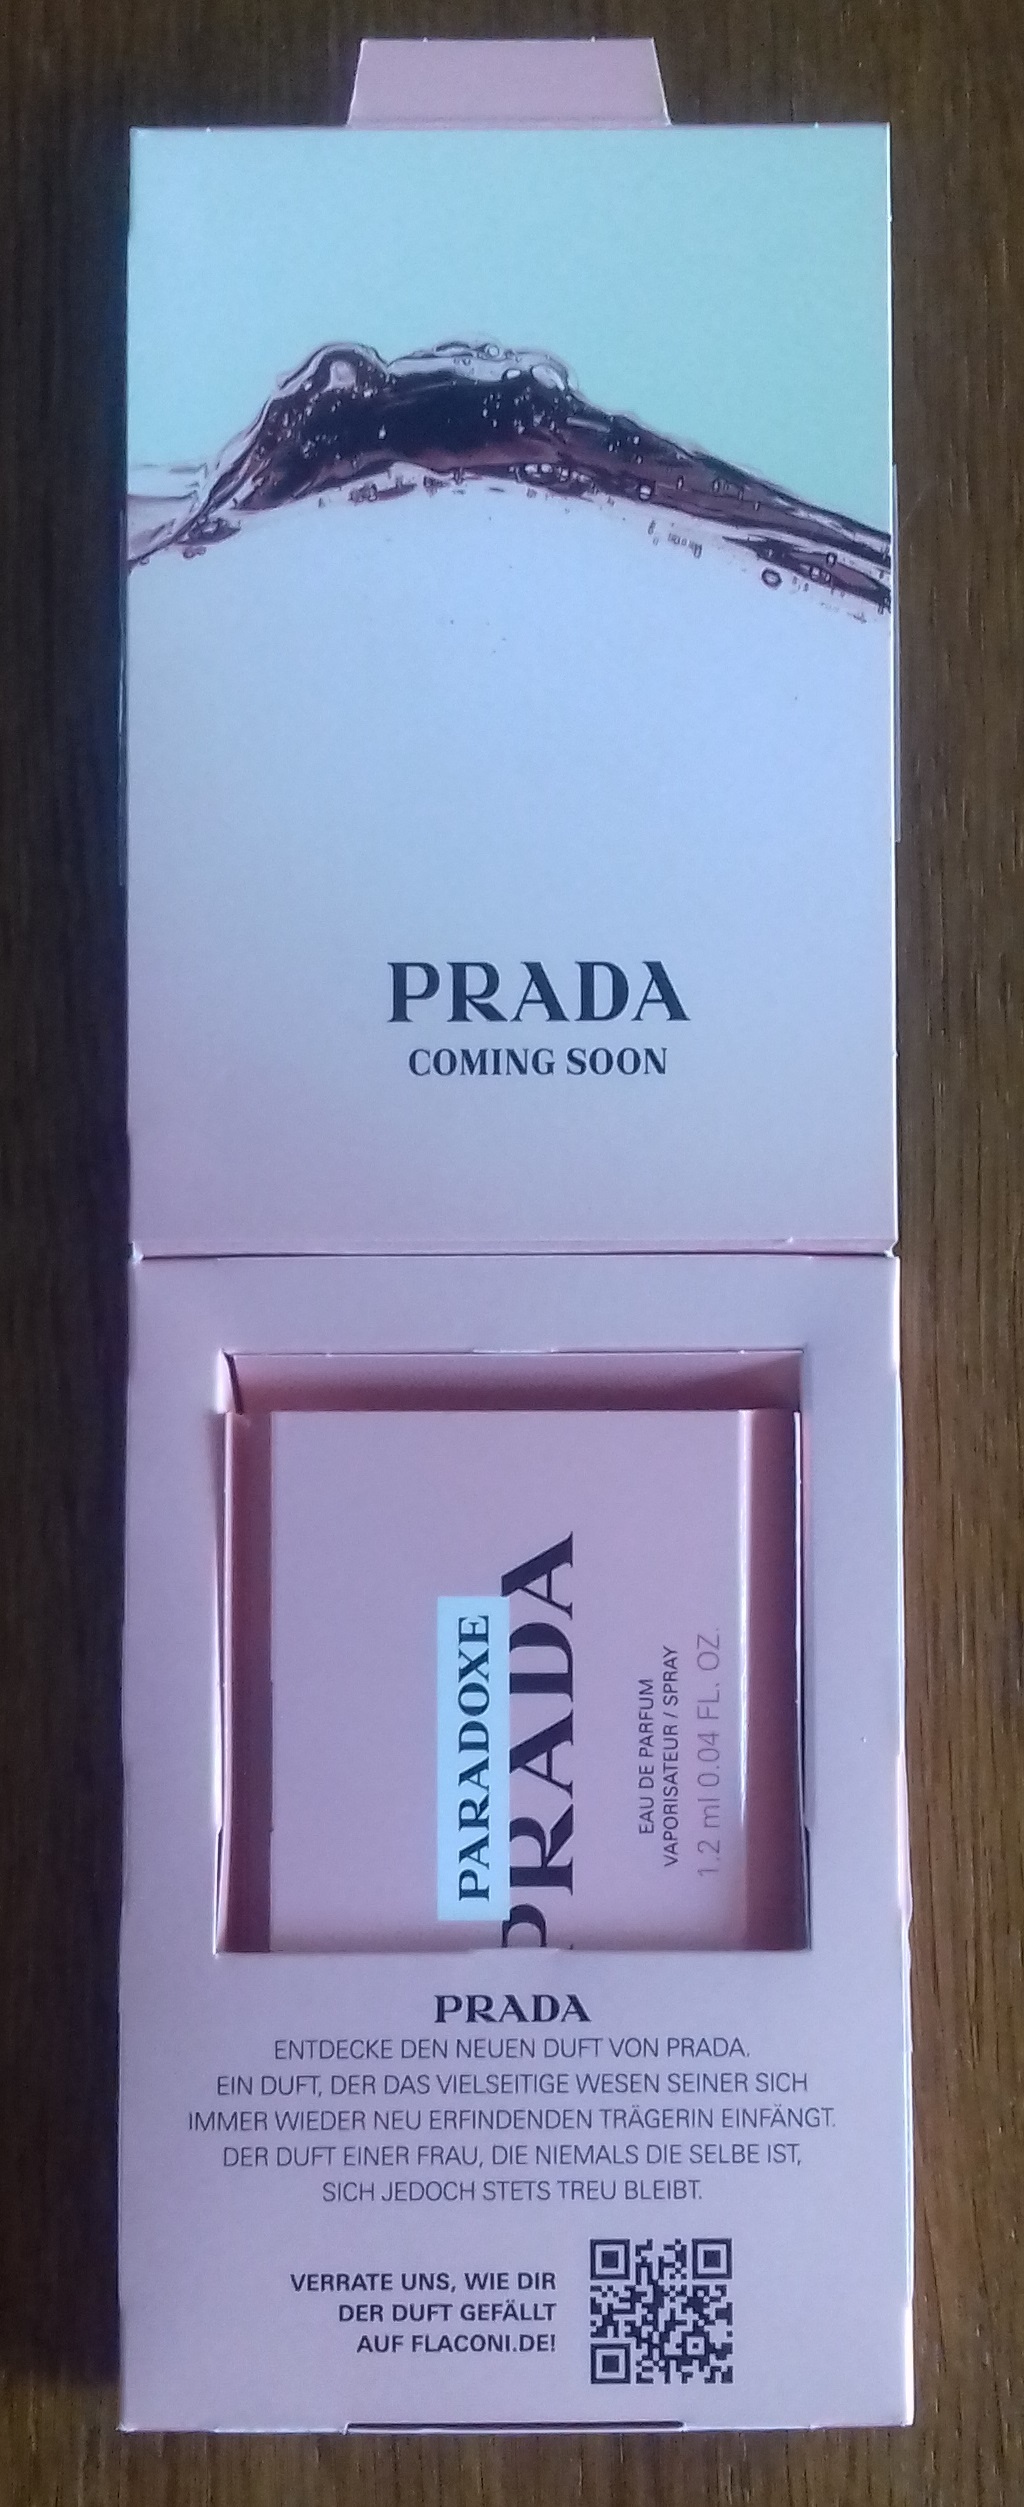 PRADA
COMING SOON
PARADOXE
PRADA
EAU DE PARFUM
VAPORISATEUR / SPRAY
1.2 ml 0.04 FL. OZ.
PRADA
ENTDECKE DEN NEUEN DUFT VON PRADA.
EIN DUFT, DER DAS VIELSEITIGE WESEN SEINER SICH
IMMER WIEDER NEU ERFINDENDEN TRÄGERIN EINFÄNGT.
DER DUFT EINER FRAU, DIE NIEMALS DIE SELBE IST,
SICH JEDOCH STETS TREU BLEIBT.
VERRATE UNS, WIE DIR
DER DUFT GEFÄLLT
AUF FLACONI.DE!